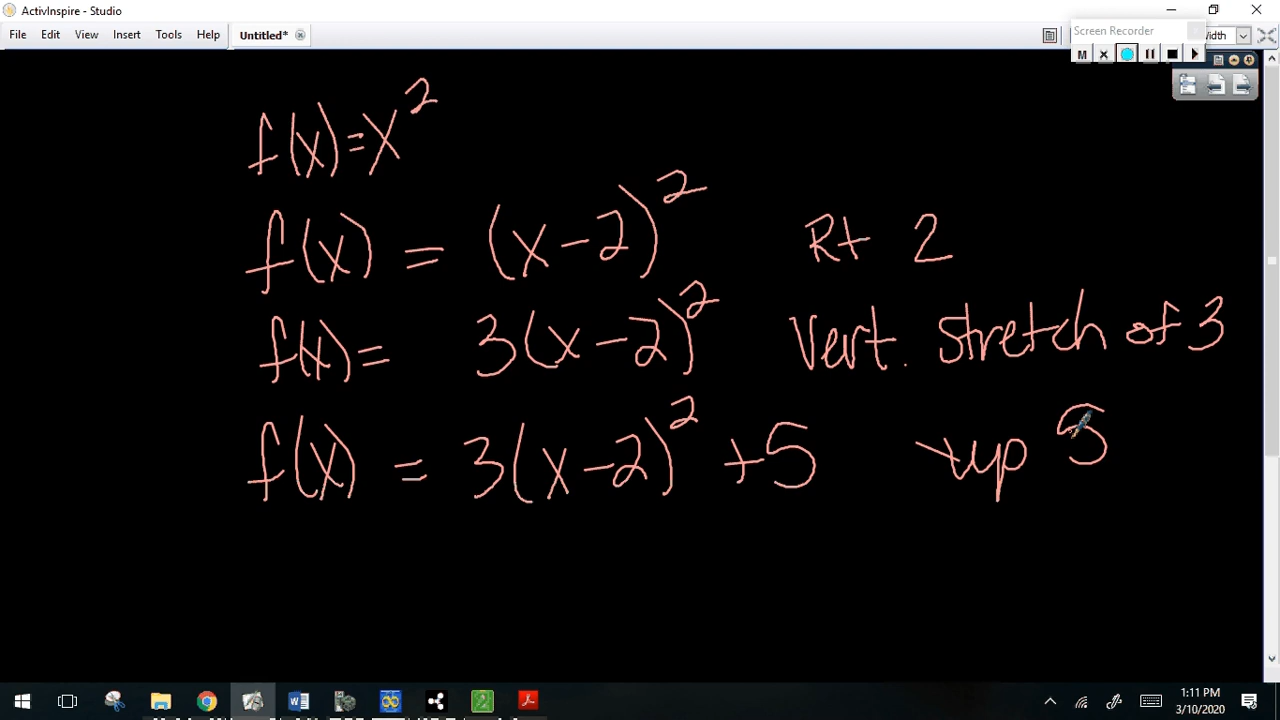 ActivInspire - Studio
File Edit View Insert Tools Help Untitled*
Screen Recorder
M
f(x)=x²
f(x) = (x-2)² Rt 2
f(x)= 3(x-2)² Vert. stretch of 3
f(x) = 3(x-2)² +5 up 5
1:11 PM
3/10/2020